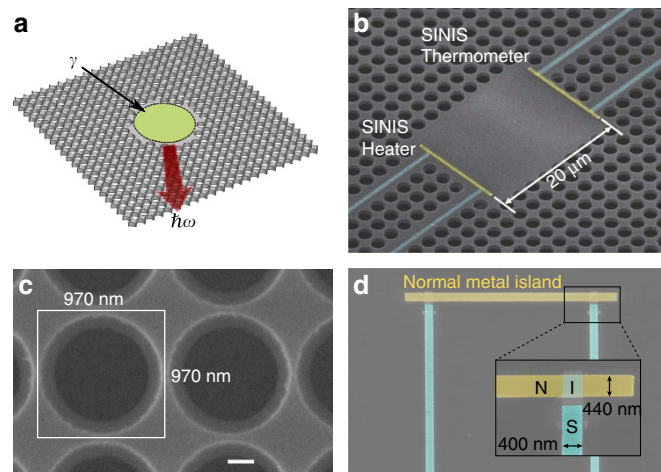 a
γ
ħω
b
SINIS
Thermometer
SINIS
Heater
20 μm
c
970 nm
970 nm
d
Normal metal island
N
I
S
440 nm
400 nm